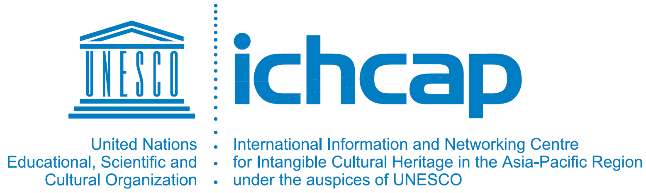 UNESCO
ichcap
United Nations
Educational, Scientific and
Cultural Organization
International Information and Networking Centre
for Intangible Cultural Heritage in the Asia-Pacific Region
under the auspices of UNESCO